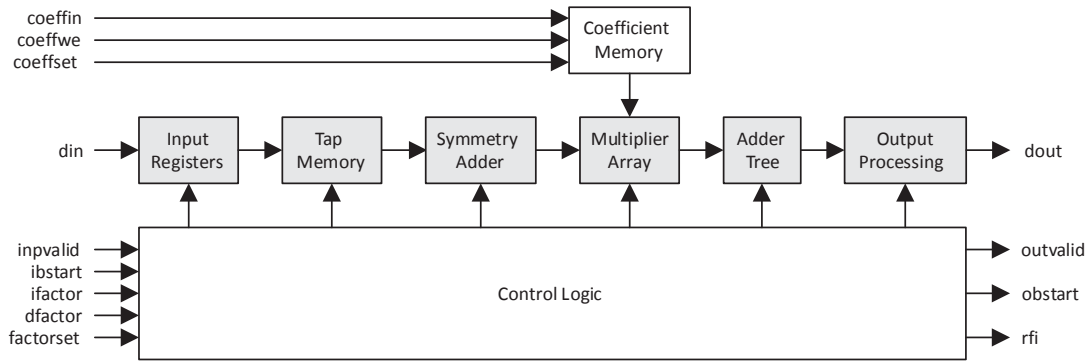 coeffin
coeffwe
coeffset
Coefficient
Memory
din
Input
Registers
Tap
Memory
Symmetry
Adder
Multiplier
Array
Adder
Tree
Output
Processing
dout
inpvalid
ibstart
ifactor
dfactor
factorset
Control Logic
outvalid
obstart
rfi